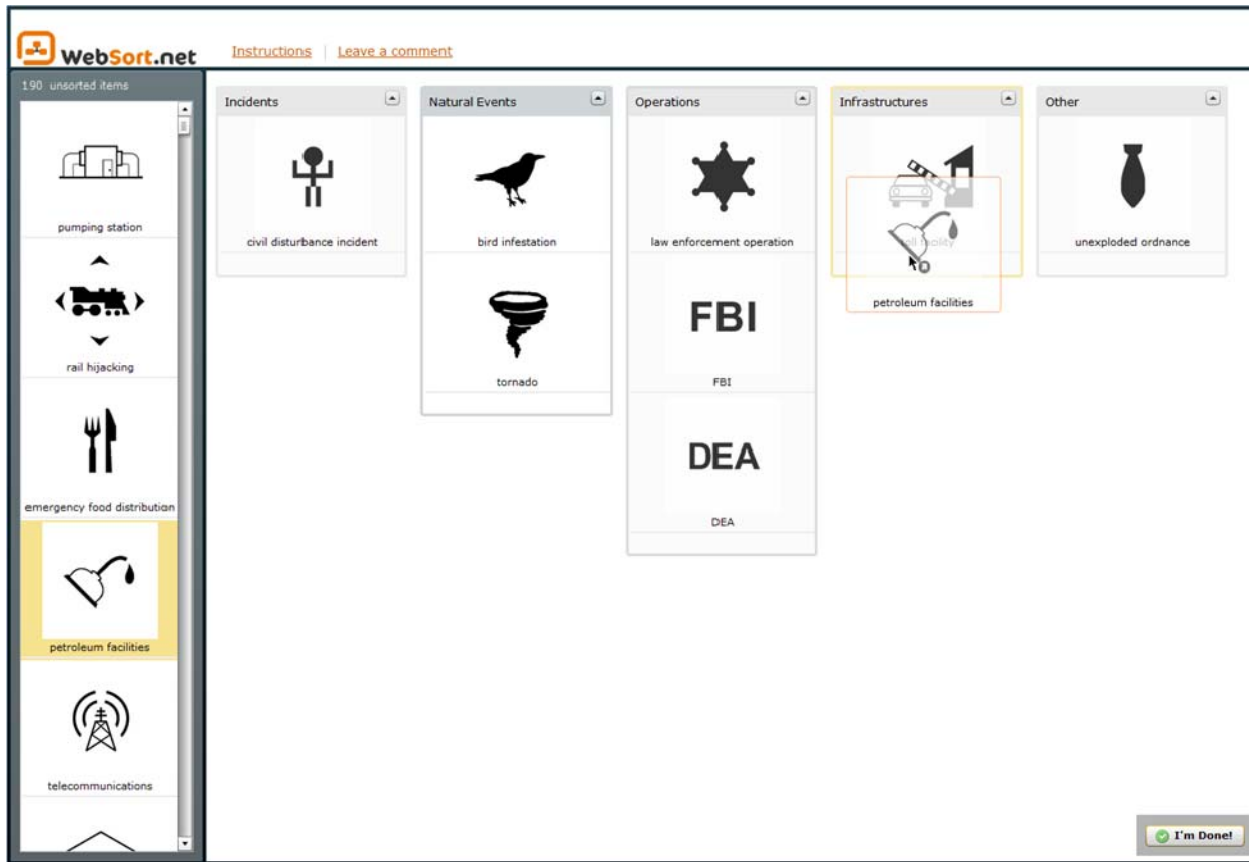 WebSort.net
Instructions
Leave a comment
190 unsorted items
pumping station
rail hijacking
emergency food distribution
petroleum facilities
telecommunications
Incidents
civil disturbance incident
Natural Events
bird infestation
tornado
Operations
law enforcement operation
FBI
FBI
DEA
DEA
Infrastructures
toll facility
petroleum facilities
Other
unexploded ordnance
I'm Done!